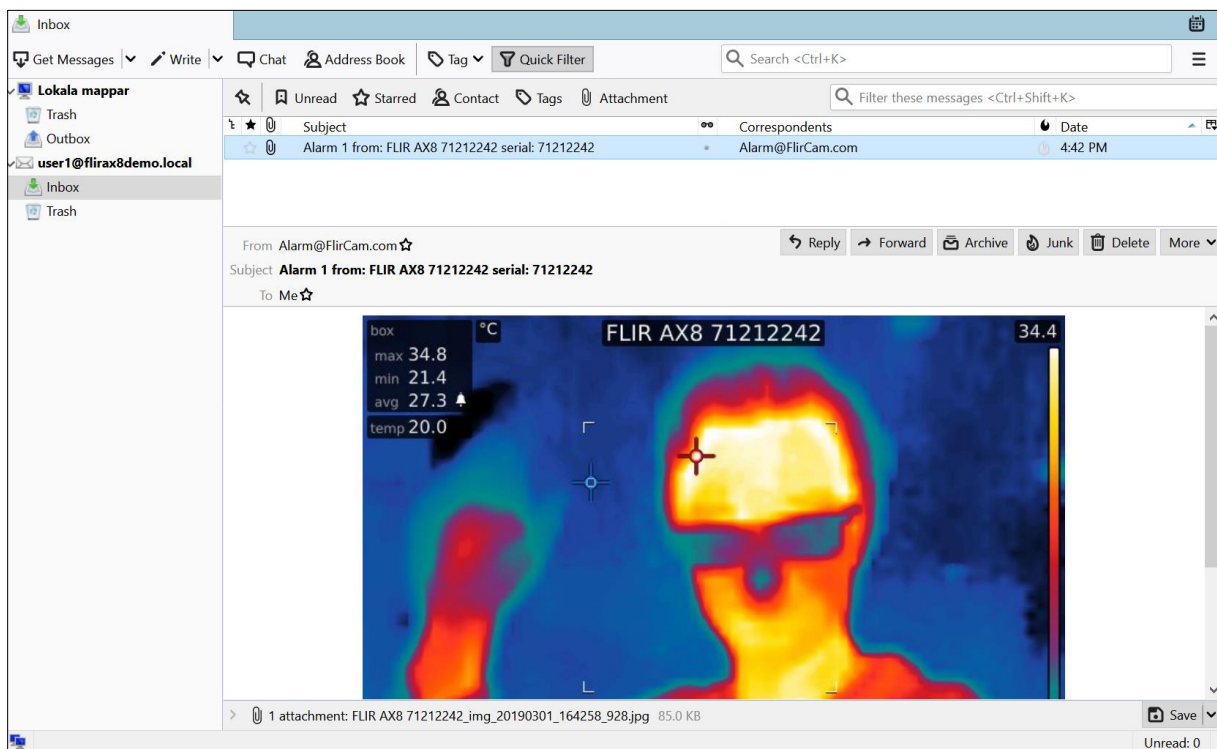 Inbox
Get Messages Write Chat Address Book Tag Quick Filter Search <Ctrl+K>
Lokala mappar
Trash
Outbox
user1@flirax8demo.local
Inbox
Trash
Unread Starred Contact Tags Attachment Filter these messages <Ctrl+Shift+K>
Subject Correspondents Date
Alarm 1 from: FLIR AX8 71212242 serial: 71212242 Alarm@FlirCam.com 4:42 PM
From Alarm@FlirCam.com Reply Forward Archive Junk Delete More
Subject Alarm 1 from: FLIR AX8 71212242 serial: 71212242
To Me
box °C FLIR AX8 71212242 34.4
max 34.8
min 21.4
avg 27.3
temp 20.0
1 attachment: FLIR AX8 71212242_img_20190301_164258_928.jpg 85.0 KB Save
Unread: 0